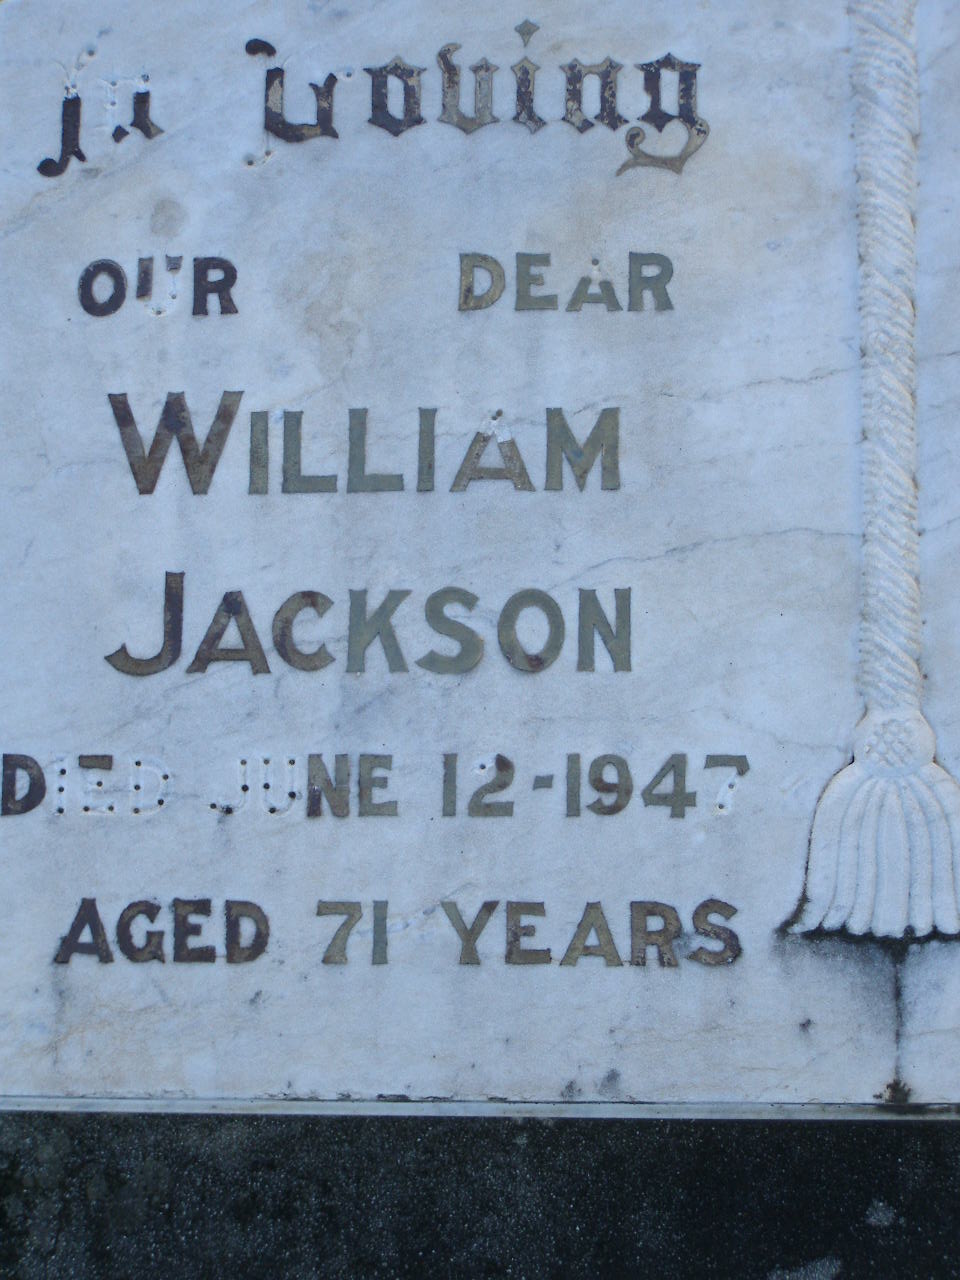 In Loving
OUR DEAR
WILLIAM
JACKSON
DIED JUNE 12-1947
AGED 71 YEARS